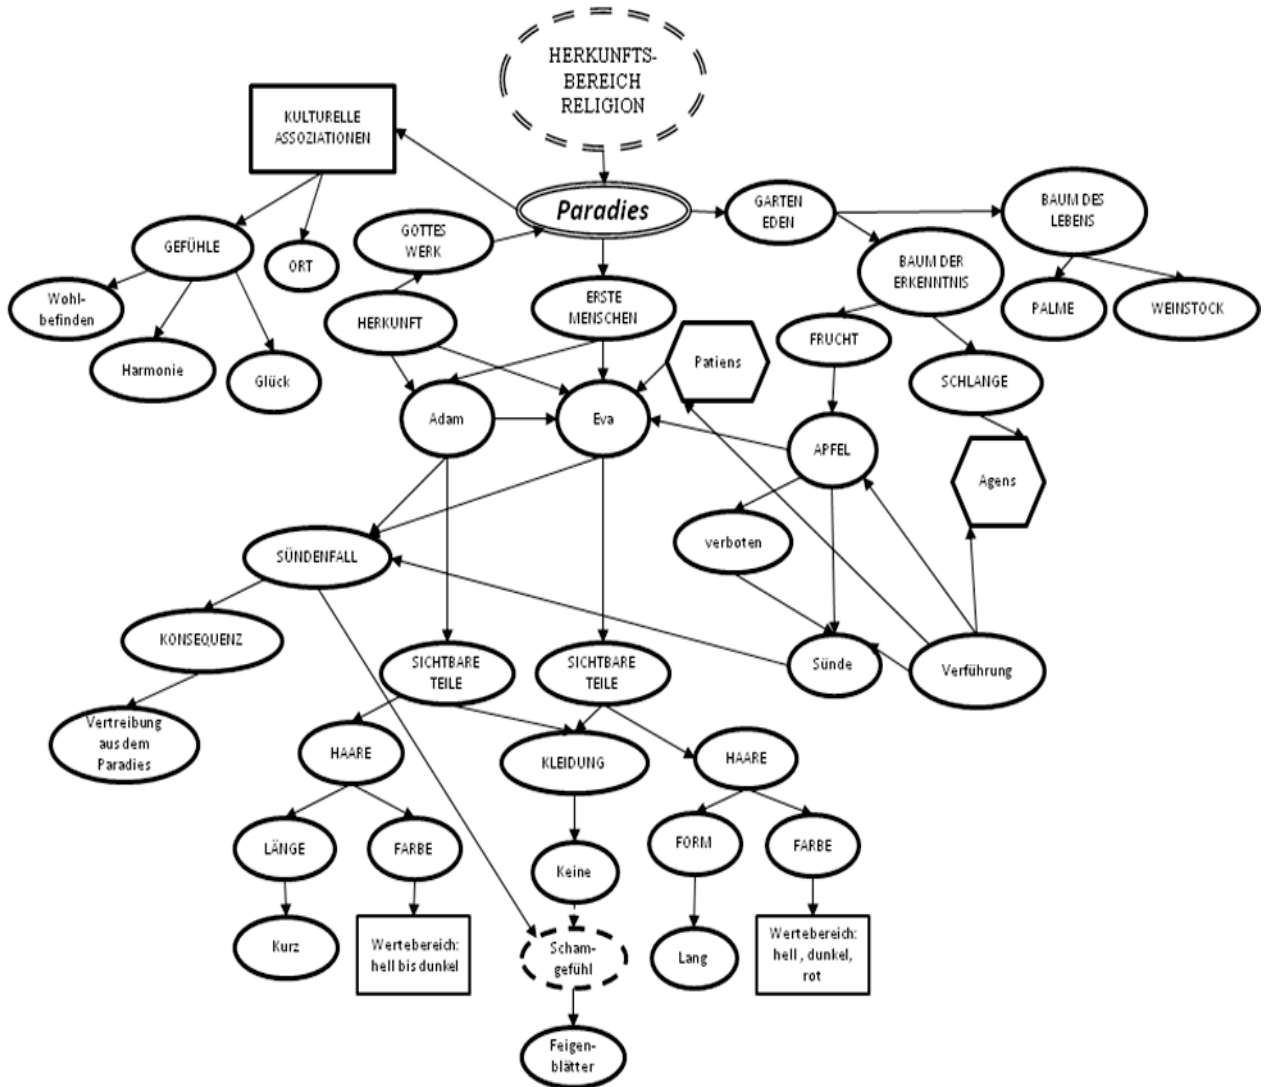 HERKUNFTS-
BEREICH
RELIGION
KULTURELLE
ASSOZIATIONEN
Paradies
GARTEN
EDEN
BAUM DES
LEBENS
GOTTES
WERK
GEFÜHLE
ORT
BAUM DER
ERKENNTNIS
Wohl-
befinden
HERKUNFT
ERSTE
MENSCHEN
PALME
WEINSTOCK
FRUCHT
Patiens
Harmonie
Glück
SCHLANGE
Adam
Eva
APFEL
Agens
verboten
SÜNDENFALL
KONSEQUENZ
SICHTBARE
TEILE
SICHTBARE
TEILE
Sünde
Verführung
Vertreibung
aus dem
Paradies
HAARE
KLEIDUNG
HAARE
LÄNGE
FARBE
Keine
FORM
FARBE
Kurz
Wertebereich:
hell bis dunkel
Scham-
gefühl
Lang
Wertebereich:
hell , dunkel,
rot
Feigen-
blätter